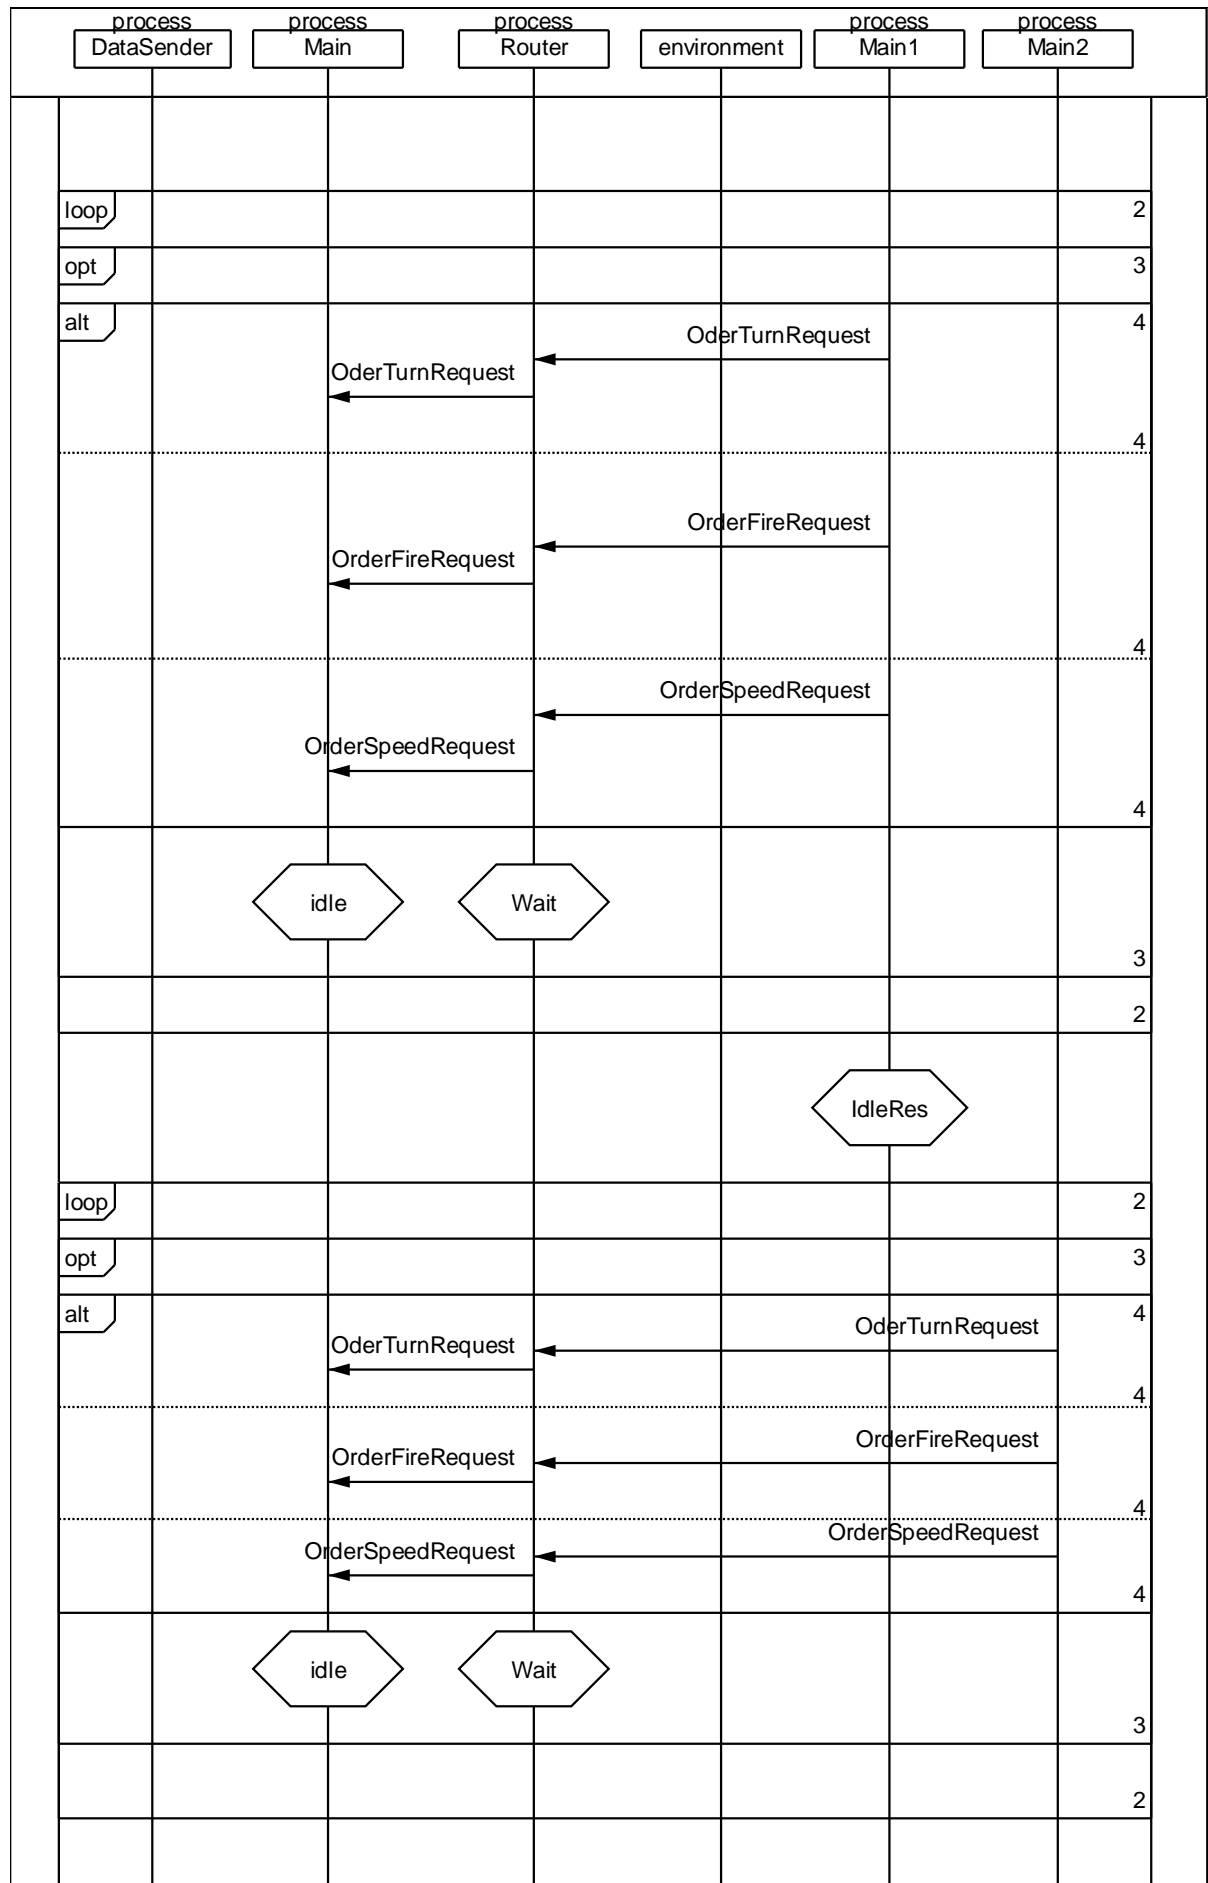 process process process process process
DataSender Main Router environment Main1 Main2
loop 2
opt 3
alt 4
OderTurnRequest
OderTurnRequest
4
OrderFireRequest
OrderFireRequest
4
OrderSpeedRequest
OrderSpeedRequest
4
idle Wait
3
2
IdleRes
loop 2
opt 3
alt 4
OderTurnRequest
OderTurnRequest
4
OrderFireRequest
OrderFireRequest
4
OrderSpeedRequest
OrderSpeedRequest
4
idle Wait
3
2